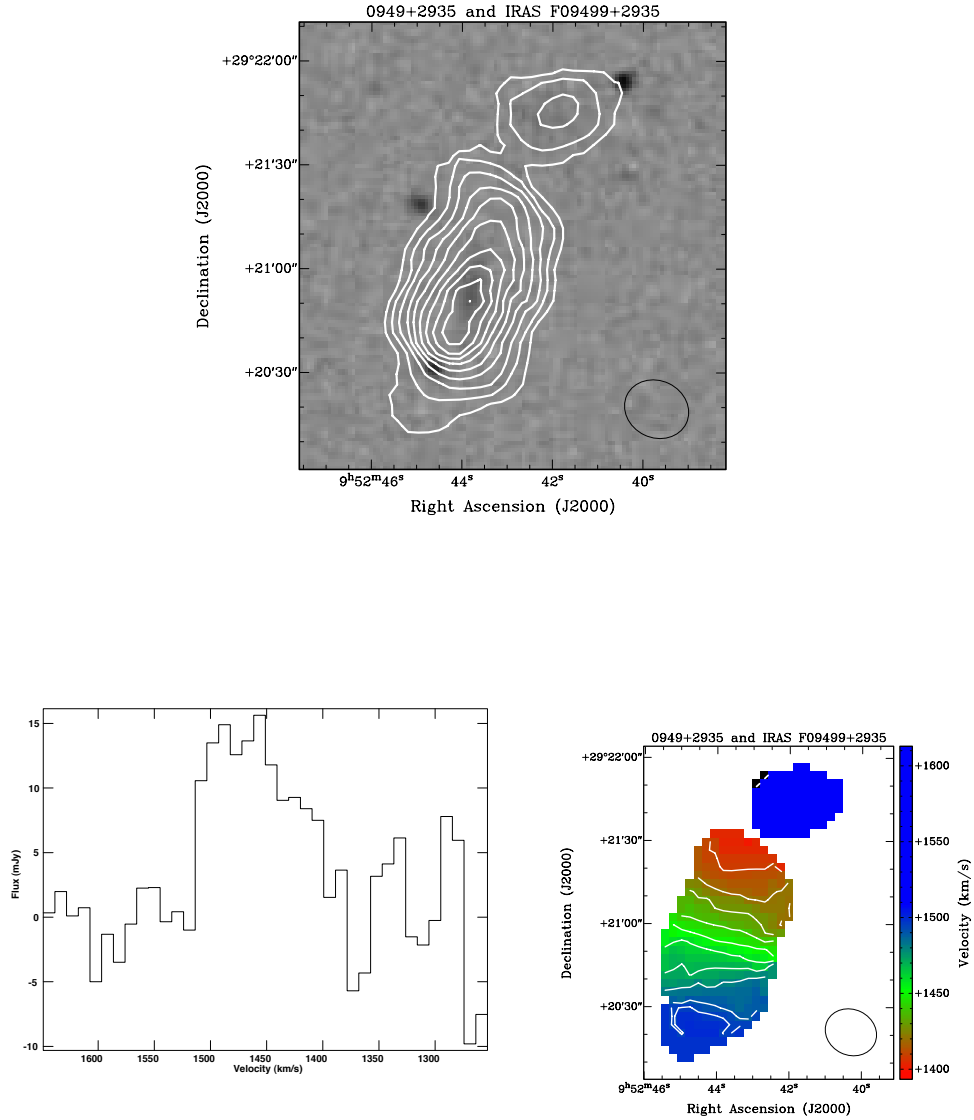 0949+2935 and IRAS F09499+2935
+29°22'00"
+21'30"
+21'00"
+20'30"
Declination (J2000)
9ʰ52ᵐ46ˢ 44ˢ 42ˢ 40ˢ
Right Ascension (J2000)
15
10
5
0
-5
-10
Flux (mJy)
1600 1550 1500 1450 1400 1350 1300
Velocity (km/s)
0949+2935 and IRAS F09499+2935
+29°22'00"
+21'30"
+21'00"
+20'30"
Declination (J2000)
9ʰ52ᵐ46ˢ 44ˢ 42ˢ 40ˢ
Right Ascension (J2000)
+1600
+1550
+1500
+1450
+1400
Velocity (km/s)